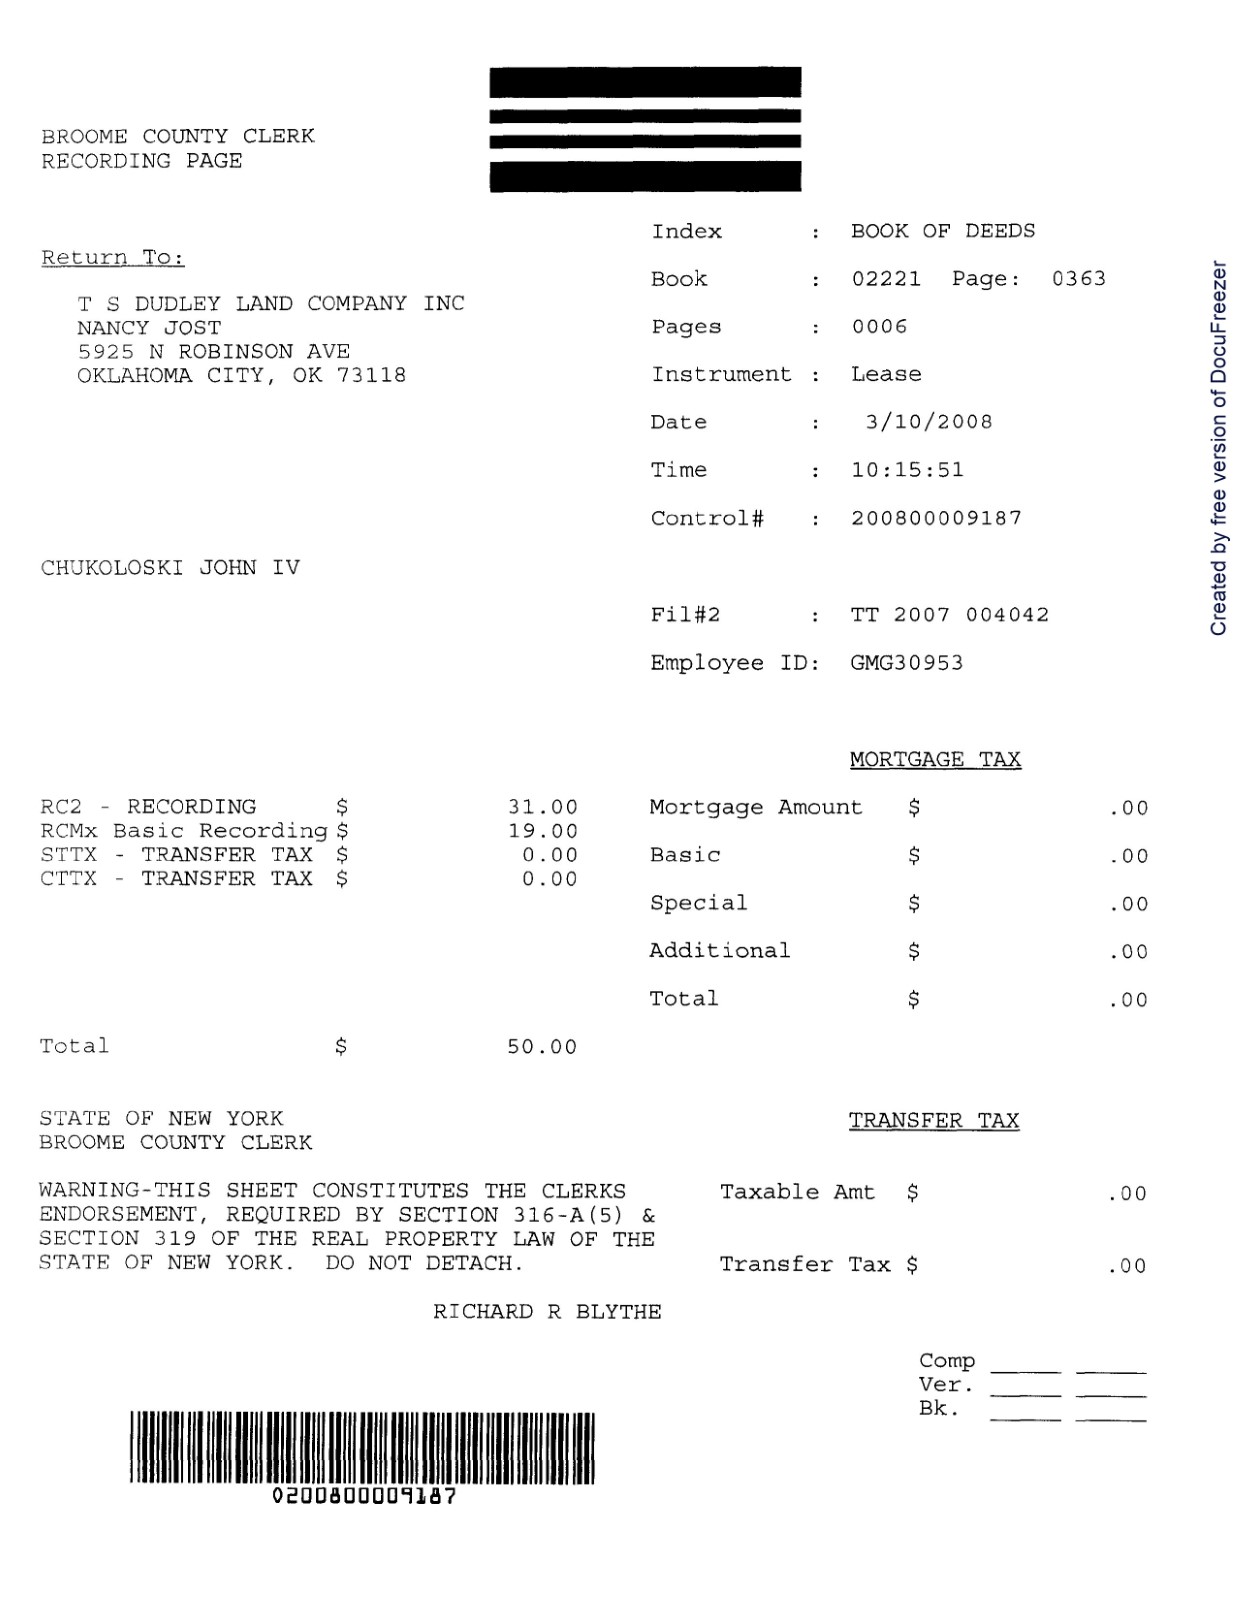 BROOME COUNTY CLERK
RECORDING PAGE
Return To:
T S DUDLEY LAND COMPANY INC
NANCY JOST
5925 N ROBINSON AVE
OKLAHOMA CITY, OK 73118
Index : BOOK OF DEEDS
Book : 02221 Page: 0363
Pages : 0006
Instrument : Lease
Date : 3/10/2008
Time : 10:15:51
Control# : 200800009187
CHUKOLOSKI JOHN IV
Fil#2 : TT 2007 004042
Employee ID: GMG30953
RC2 - RECORDING $ 31.00
RCMx Basic Recording $ 19.00
STTX - TRANSFER TAX $ 0.00
CTTX - TRANSFER TAX $ 0.00
Total $ 50.00
MORTGAGE TAX
Mortgage Amount $ .00
Basic $ .00
Special $ .00
Additional $ .00
Total $ .00
STATE OF NEW YORK
BROOME COUNTY CLERK
WARNING-THIS SHEET CONSTITUTES THE CLERKS
ENDORSEMENT, REQUIRED BY SECTION 316-A(5) &
SECTION 319 OF THE REAL PROPERTY LAW OF THE
STATE OF NEW YORK. DO NOT DETACH.
RICHARD R BLYTHE
TRANSFER TAX
Taxable Amt $ .00
Transfer Tax $ .00
Comp
Ver.
Bk.
0200800009187
Created by free version of DocuFreezer